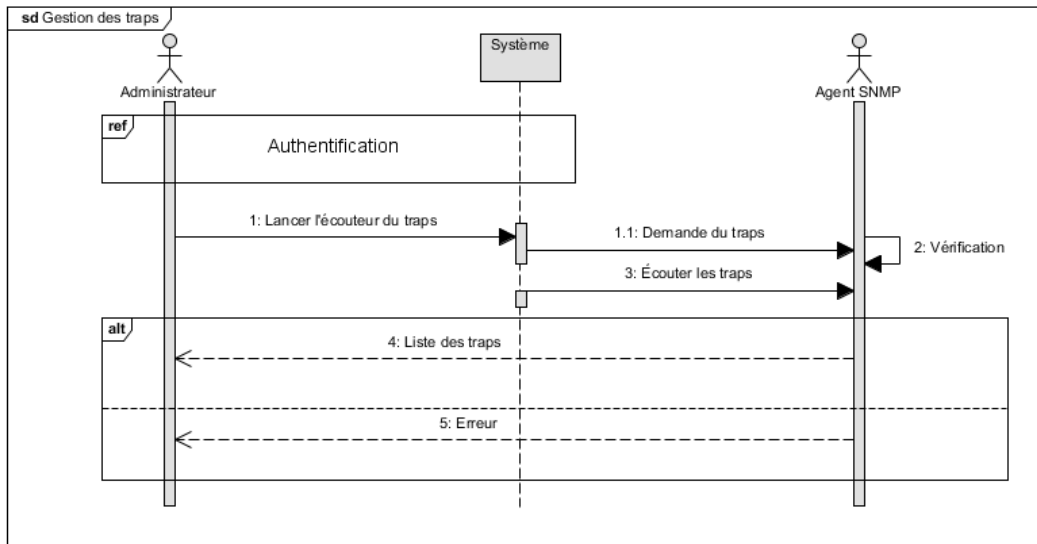 sd Gestion des traps
Système
Administrateur
Agent SNMP
ref
Authentification
1: Lancer l'écouteur du traps
1.1: Demande du traps
2: Vérification
3: Écouter les traps
alt
4: Liste des traps
5: Erreur